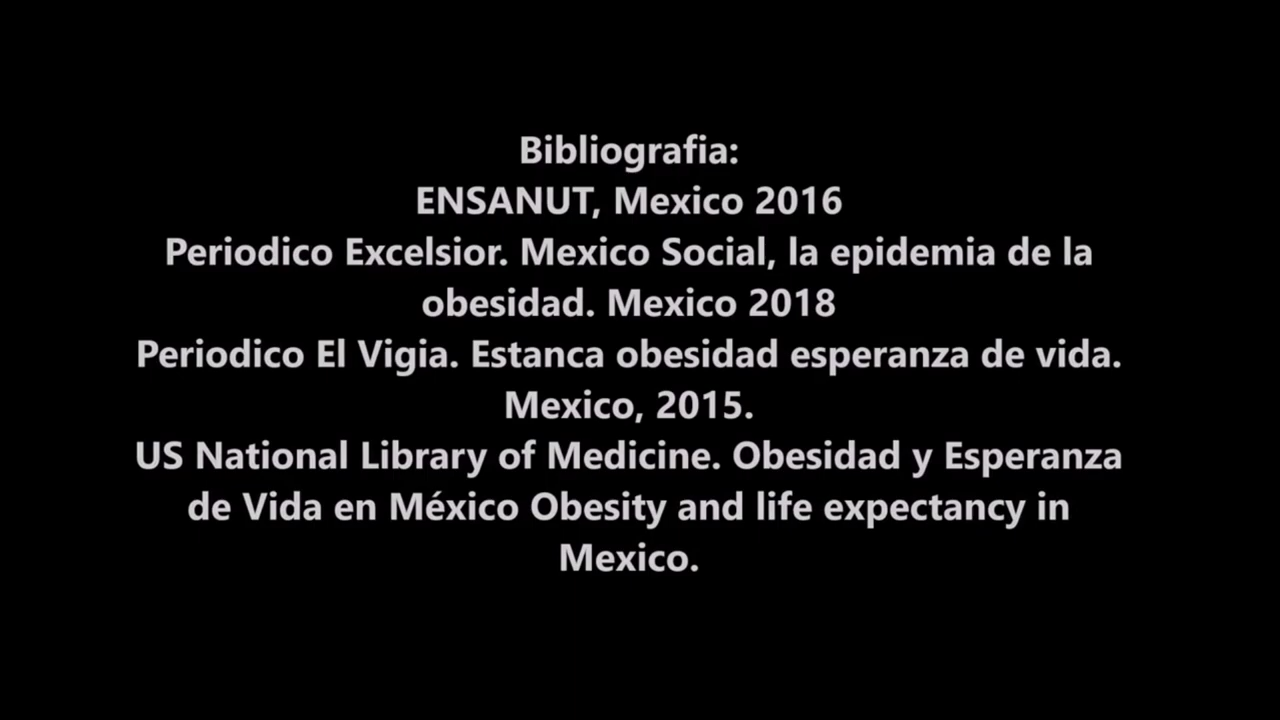 Bibliografia:
ENSANUT, Mexico 2016
Periodico Excelsior. Mexico Social, la epidemia de la
obesidad. Mexico 2018
Periodico El Vigia. Estanca obesidad esperanza de vida.
Mexico, 2015.
US National Library of Medicine. Obesidad y Esperanza
de Vida en México Obesity and life expectancy in
Mexico.